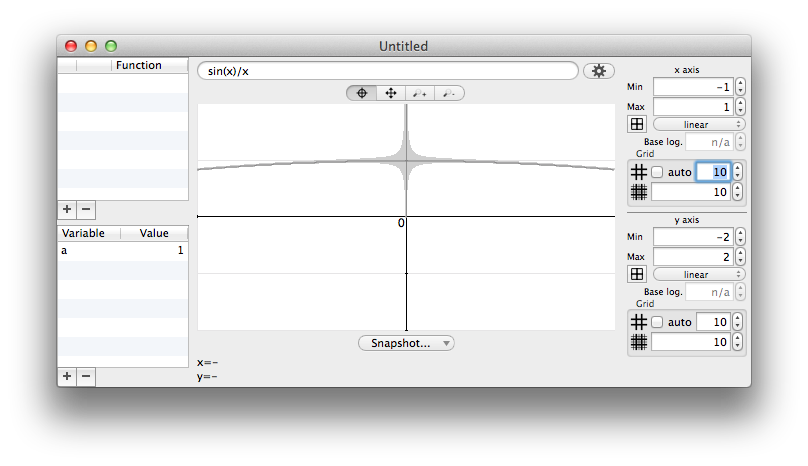 Untitled
Function
sin(x)/x
x axis
Min −1
Max 1
linear
Base log. n/a
Grid
auto 10
10
0
Variable Value
a 1
y axis
Min −2
Max 2
linear
Base log. n/a
Grid
auto 10
10
Snapshot...
x=-
y=-